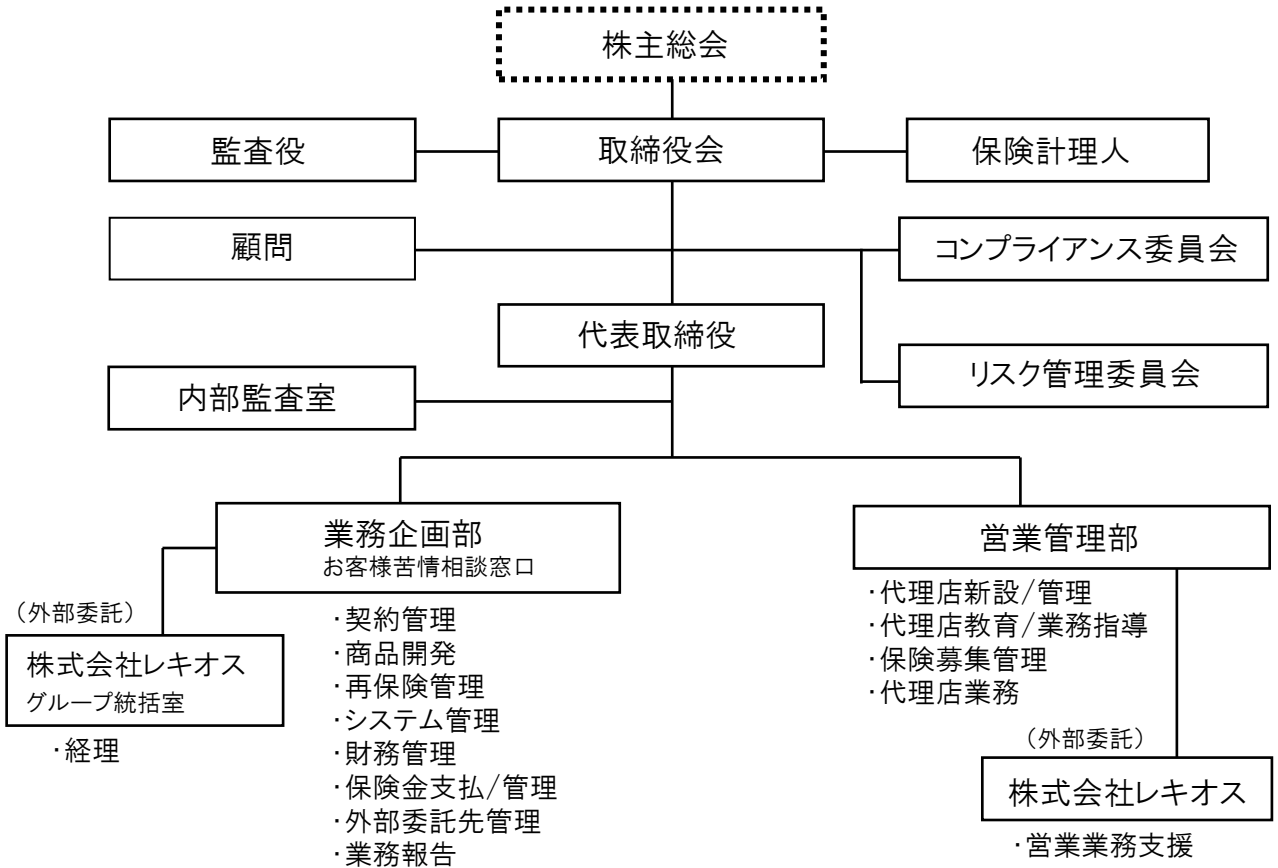 株主総会
監査役
取締役会
保険計理人
顧問
コンプライアンス委員会
代表取締役
リスク管理委員会
内部監査室
業務企画部
お客様苦情相談窓口
営業管理部
（外部委託）
株式会社レキオス
グループ統括室
・経理
・契約管理
・商品開発
・再保険管理
・システム管理
・財務管理
・保険金支払/管理
・外部委託先管理
・業務報告
・代理店新設/管理
・代理店教育/業務指導
・保険募集管理
・代理店業務
（外部委託）
株式会社レキオス
・営業業務支援